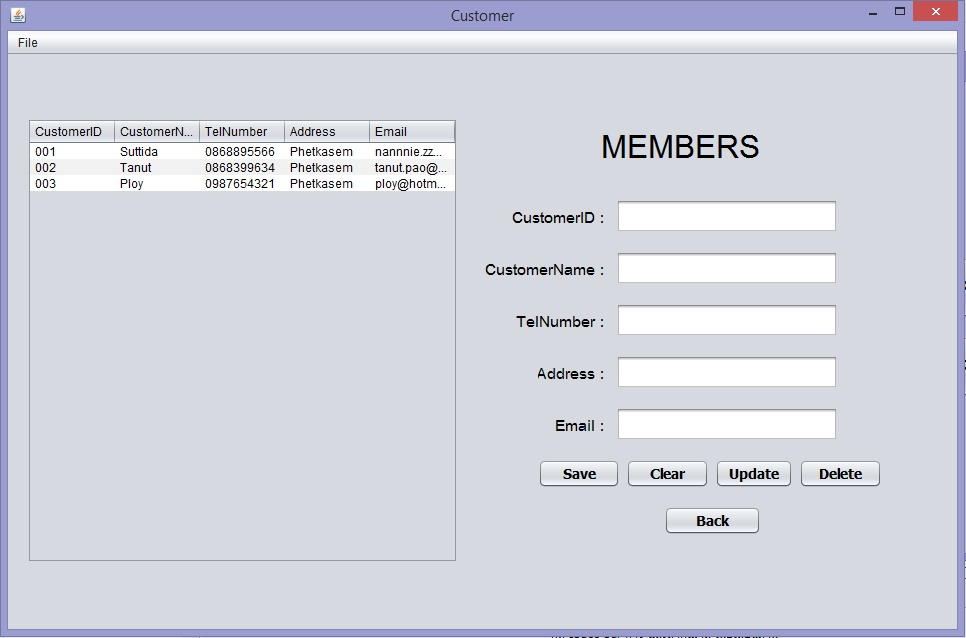 Customer
File
CustomerID CustomerN... TelNumber Address Email
001 Suttida 0868895566 Phetkasem nannnie.zz...
002 Tanut 0868399634 Phetkasem tanut.pao@...
003 Ploy 0987654321 Phetkasem ploy@hotm...
MEMBERS
CustomerID :
CustomerName :
TelNumber :
Address :
Email :
Save Clear Update Delete
Back